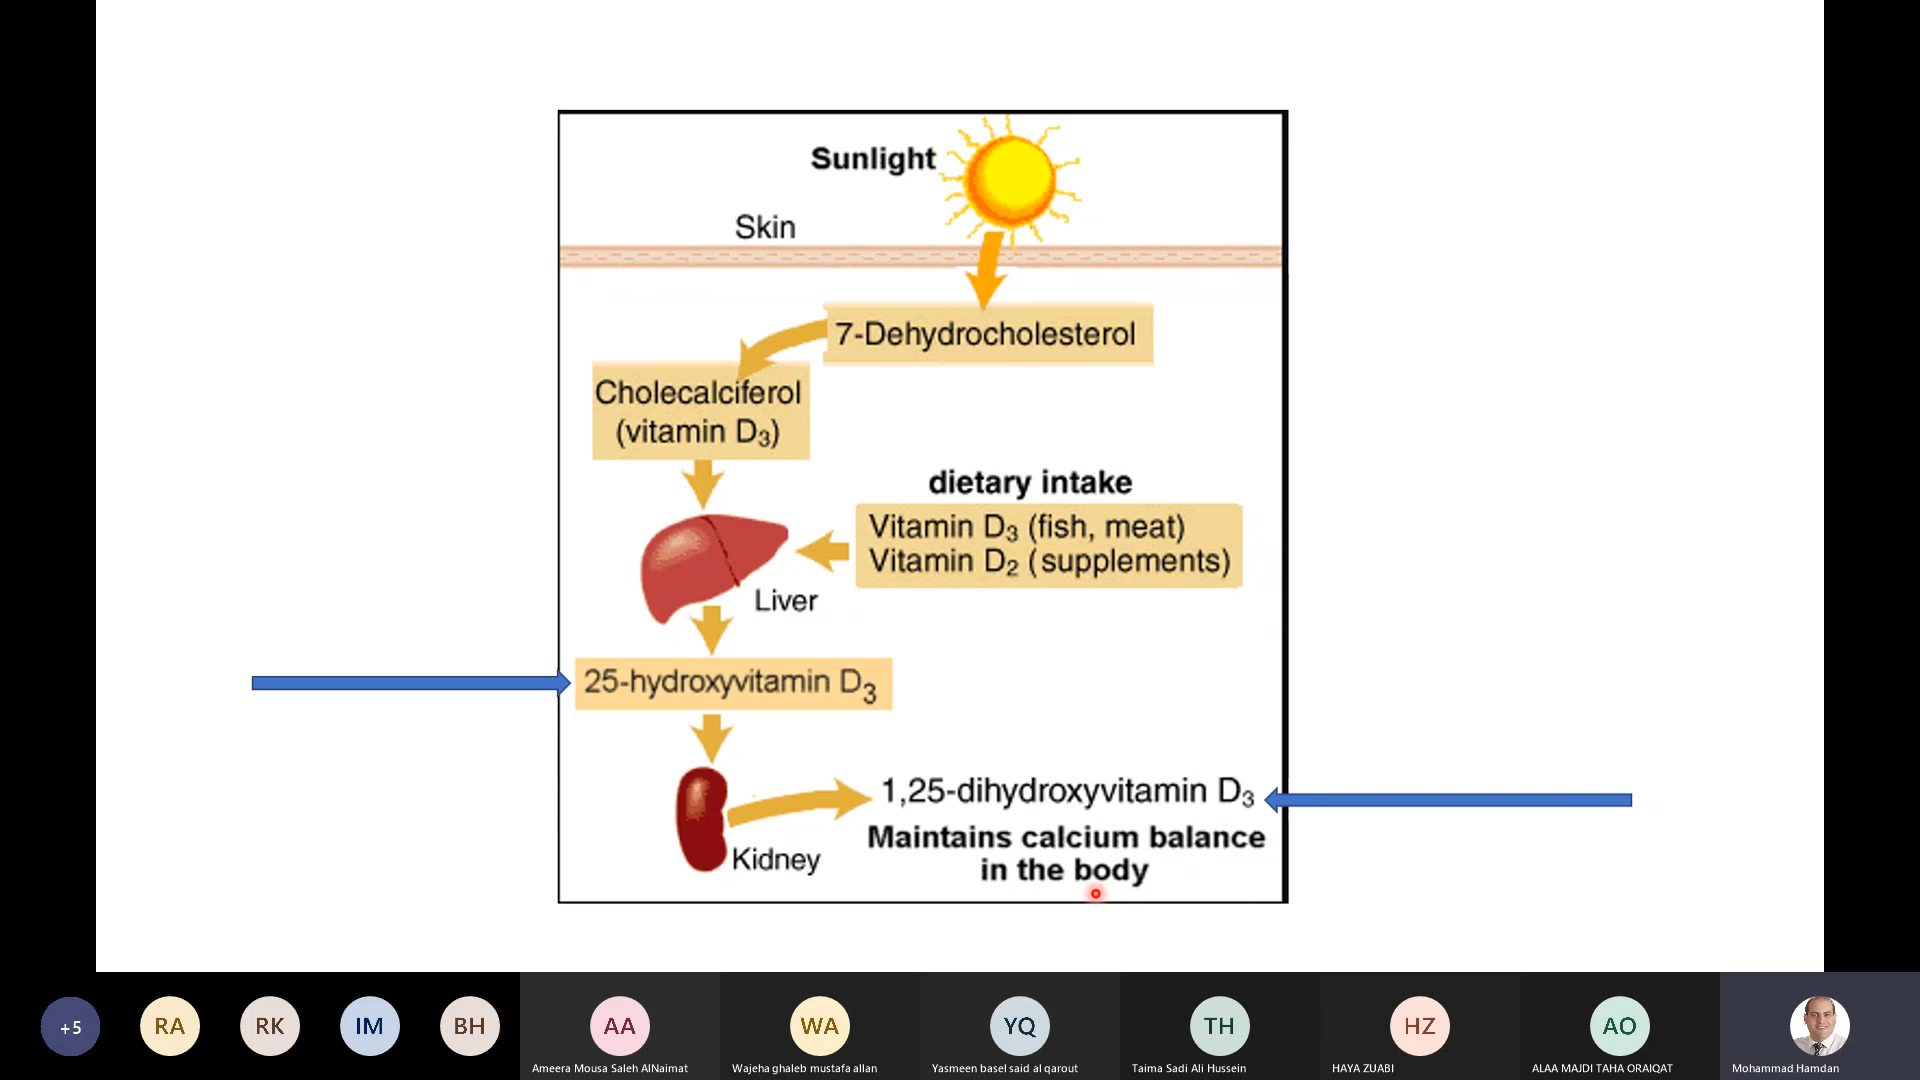 Sunlight
Skin
7-Dehydrocholesterol
Cholecalciferol
(vitamin D₃)
dietary intake
Vitamin D₃ (fish, meat)
Vitamin D₂ (supplements)
Liver
25-hydroxyvitamin D₃
1,25-dihydroxyvitamin D₃
Maintains calcium balance
in the body
Kidney
+5
RA
RK
IM
BH
AA
WA
YQ
TH
HZ
AO
Ameera Mousa Saleh AlNaimat
Wajeha ghaleb mustafa allan
Yasmeen basel said al qarout
Taima Sadi Ali Hussein
HAYA ZUABI
ALAA MAJDI TAHA ORAIQAT
Mohammad Hamdan